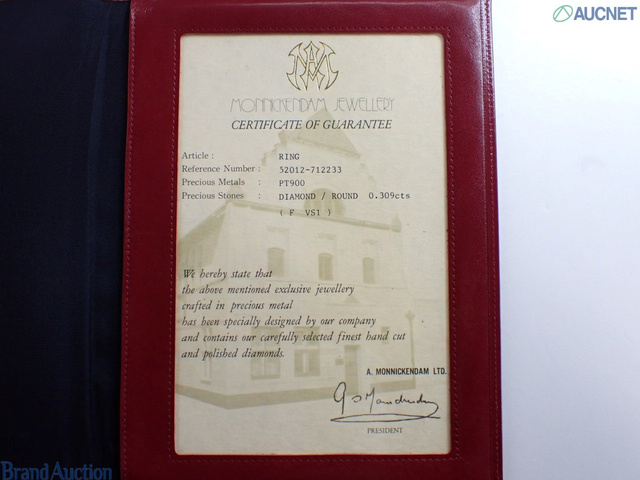 AUCNET
MONNICKENDAM JEWELLERY
CERTIFICATE OF GUARANTEE
Article : RING
Reference Number : 52012-712233
Precious Metals : PT900
Precious Stones : DIAMOND / ROUND 0.309cts
( F VS1 )
We hereby state that
the above mentioned exclusive jewellery
crafted in precious metal
has been specially designed by our company
and contains our carefully selected finest hand cut
and polished diamonds.
A. MONNICKENDAM LTD.
PRESIDENT
Brand Auction